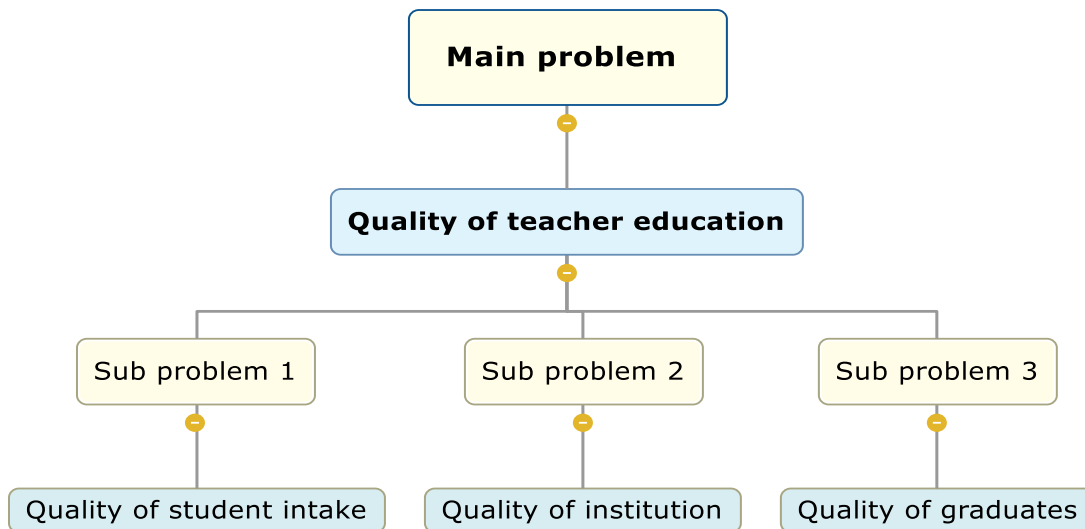 Main problem
Quality of teacher education
Sub problem 1
Sub problem 2
Sub problem 3
Quality of student intake
Quality of institution
Quality of graduates